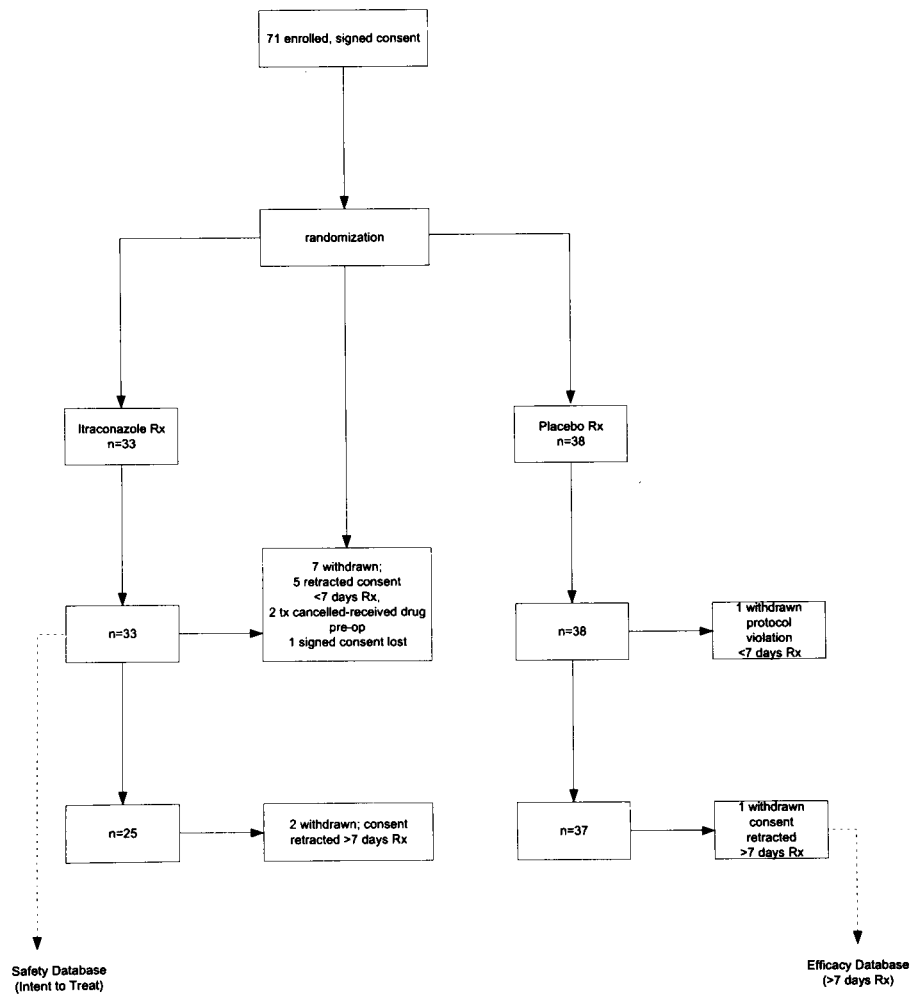 71 enrolled, signed consent
randomization
Itraconazole Rx
n=33
Placebo Rx
n=38
7 withdrawn;
5 retracted consent
<7 days Rx,
2 tx cancelled-received drug
pre-op
1 signed consent lost
n=33
n=38
1 withdrawn
protocol
violation
<7 days Rx
n=25
2 withdrawn; consent
retracted >7 days Rx
n=37
1 withdrawn
consent
retracted
>7 days Rx
Safety Database
(Intent to Treat)
Efficacy Database
(>7 days Rx)